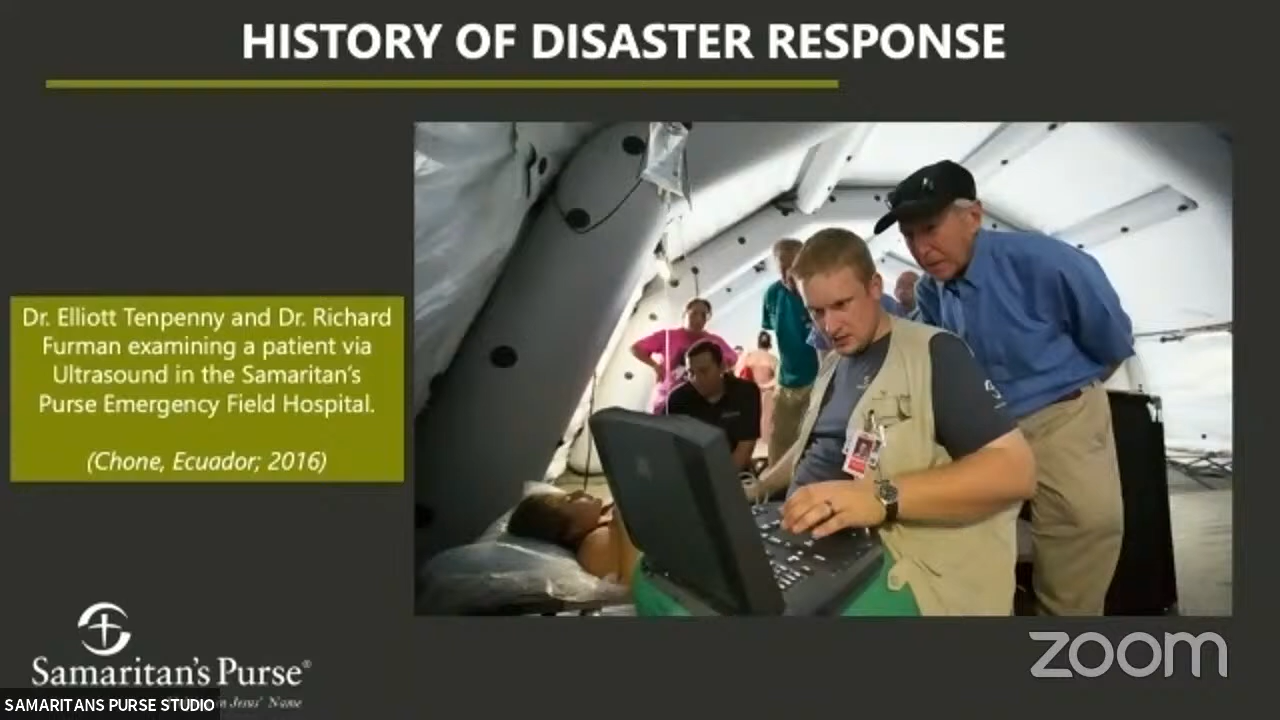 HISTORY OF DISASTER RESPONSE
Dr. Elliott Tenpenny and Dr. Richard
Furman examining a patient via
Ultrasound in the Samaritan's
Purse Emergency Field Hospital.
(Chone, Ecuador; 2016)
Samaritan's Purse®
in Jesus' Name
SAMARITANS PURSE STUDIO
zoom